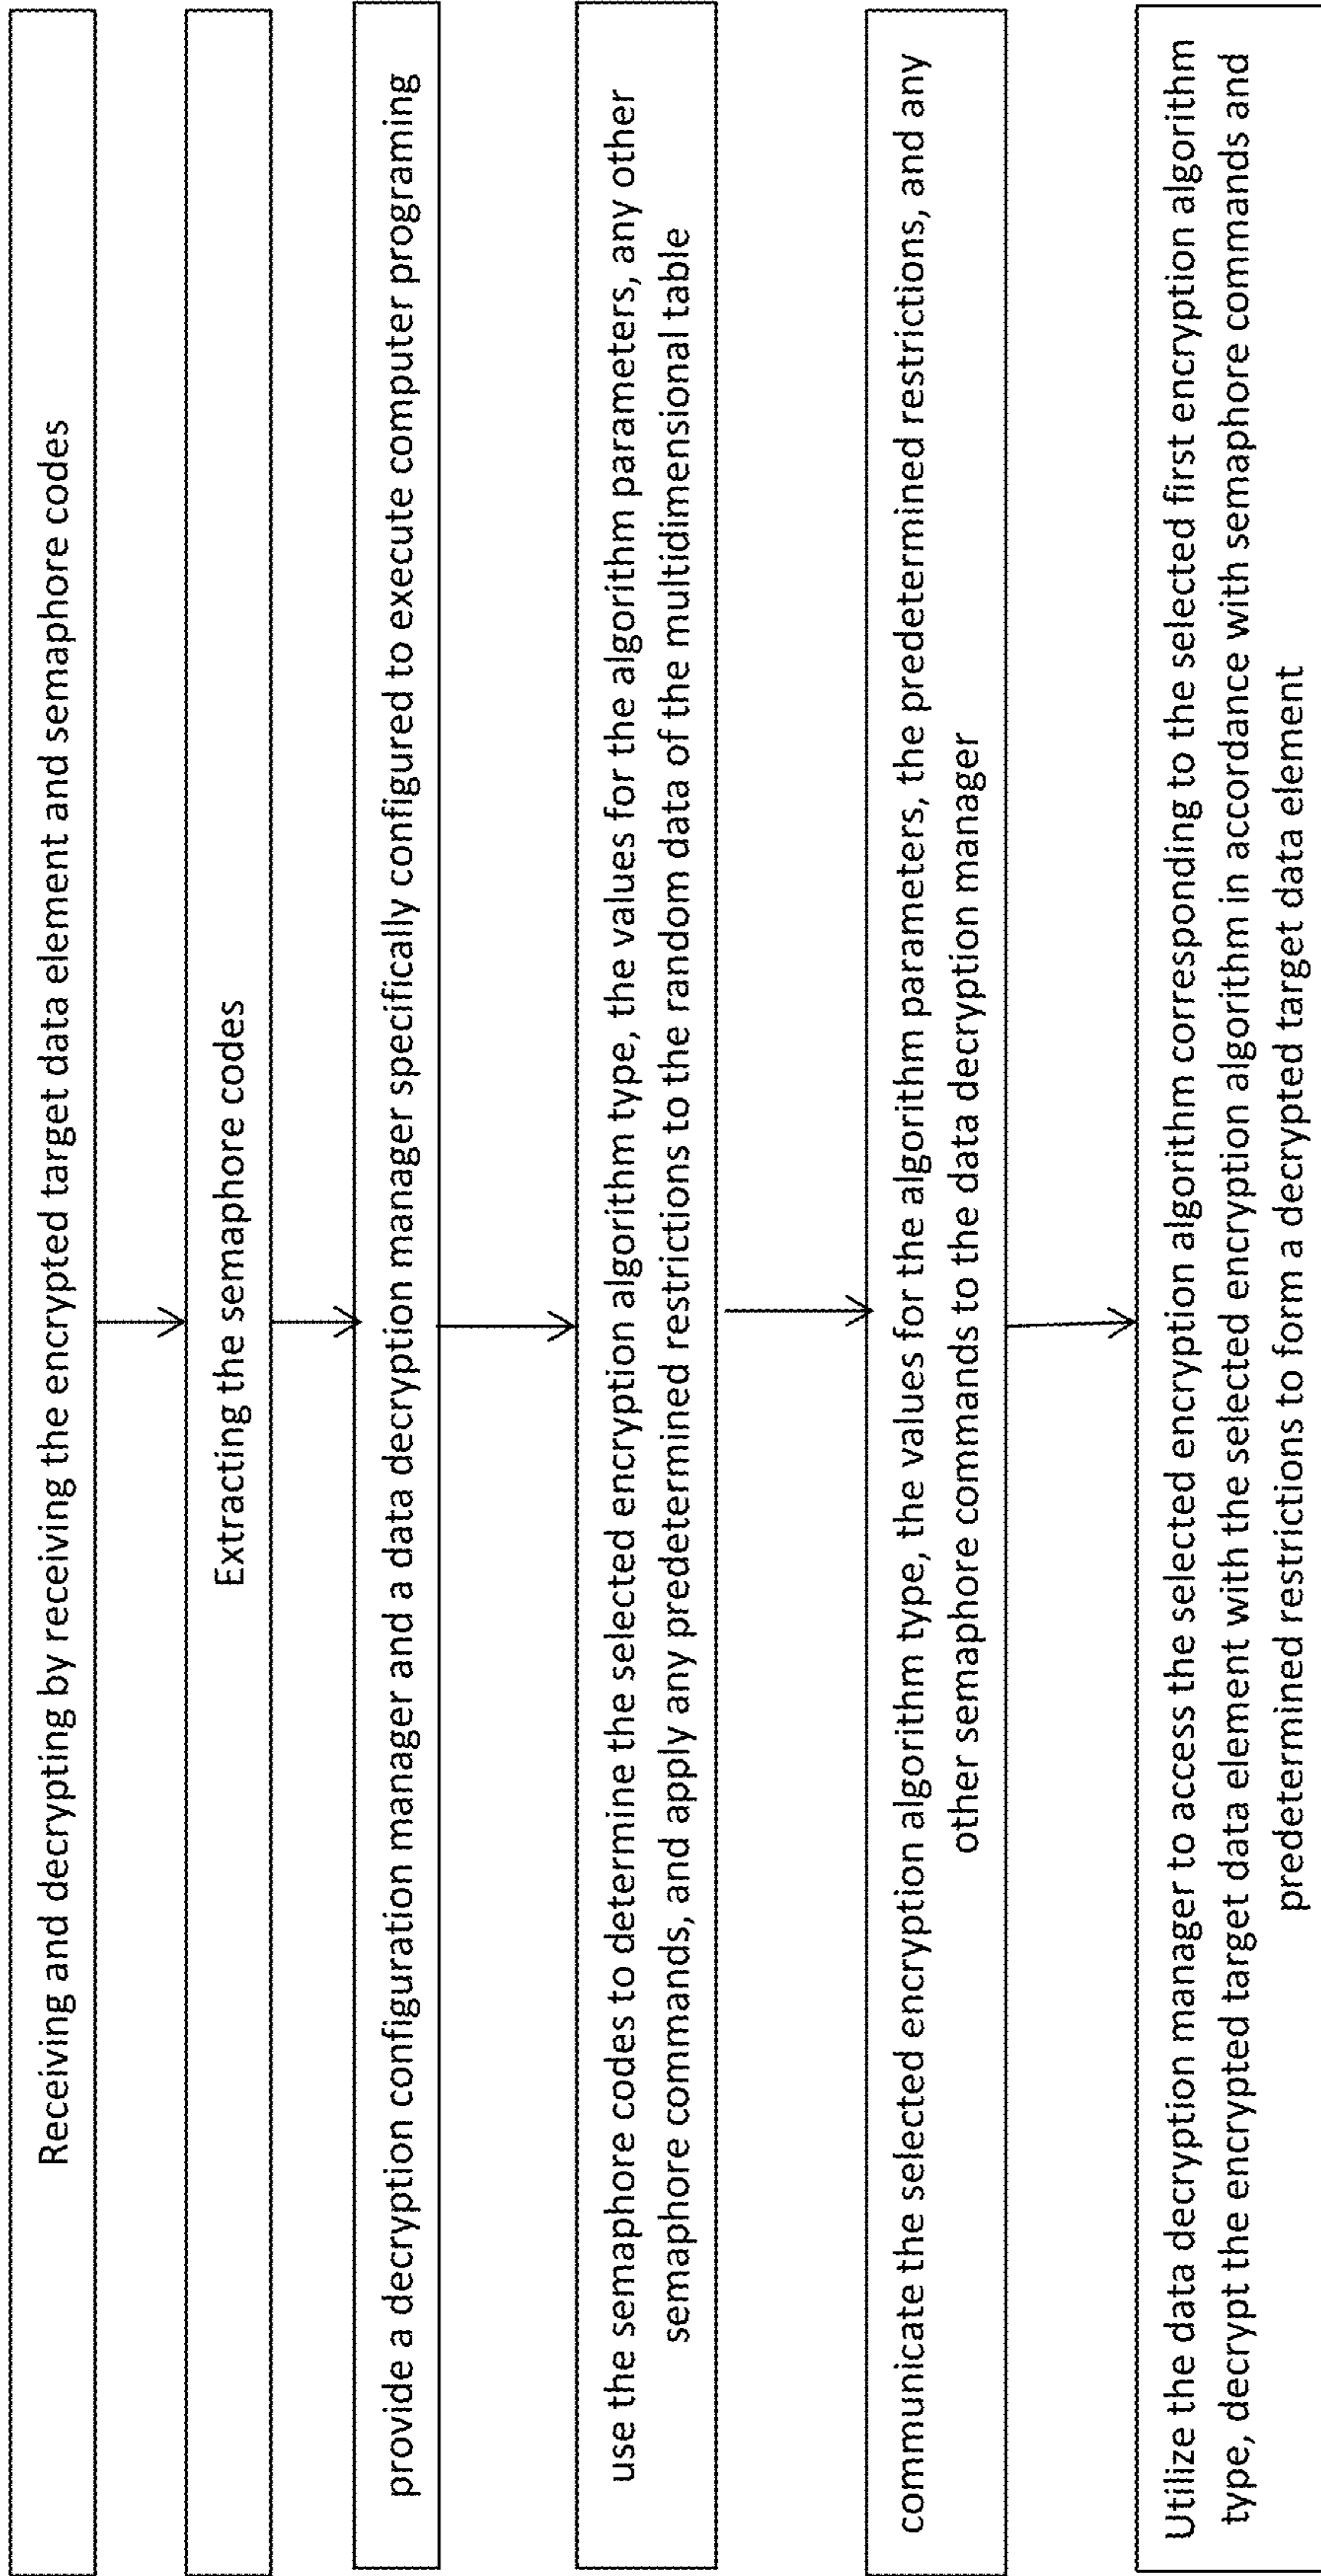 Receiving and decrypting by receiving the encrypted target data element and semaphore codes
Extracting the semaphore codes
provide a decryption configuration manager and a data decryption manager specifically configured to execute computer programing
use the semaphore codes to determine the selected encryption algorithm type, the values for the algorithm parameters, any other
semaphore commands, and apply any predetermined restrictions to the random data of the multidimensional table
communicate the selected encryption algorithm type, the values for the algorithm parameters, the predetermined restrictions, and any
other semaphore commands to the data decryption manager
Utilize the data decryption manager to access the selected encryption algorithm corresponding to the selected first encryption algorithm
type, decrypt the encrypted target data element with the selected encryption algorithm in accordance with semaphore commands and
predetermined restrictions to form a decrypted target data element